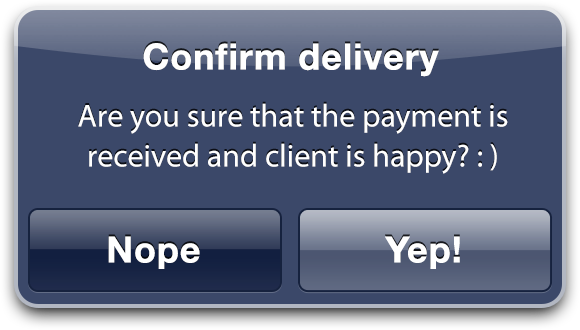 Confirm delivery
Are you sure that the payment is
received and client is happy? : )
Nope
Yep!